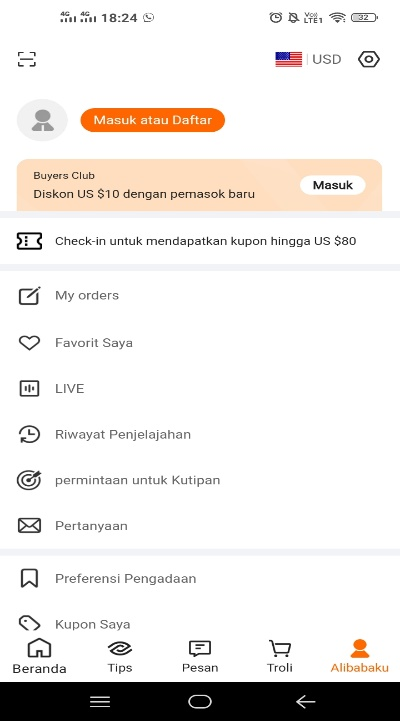 4G 4G 18:24 Vo)) LTE1 32
USD
Masuk atau Daftar
Buyers Club
Diskon US $10 dengan pemasok baru
Masuk
Check-in untuk mendapatkan kupon hingga US $80
My orders
Favorit Saya
LIVE
Riwayat Penjelajahan
permintaan untuk Kutipan
Pertanyaan
Preferensi Pengadaan
Kupon Saya
Beranda Tips Pesan Troli Alibabaku